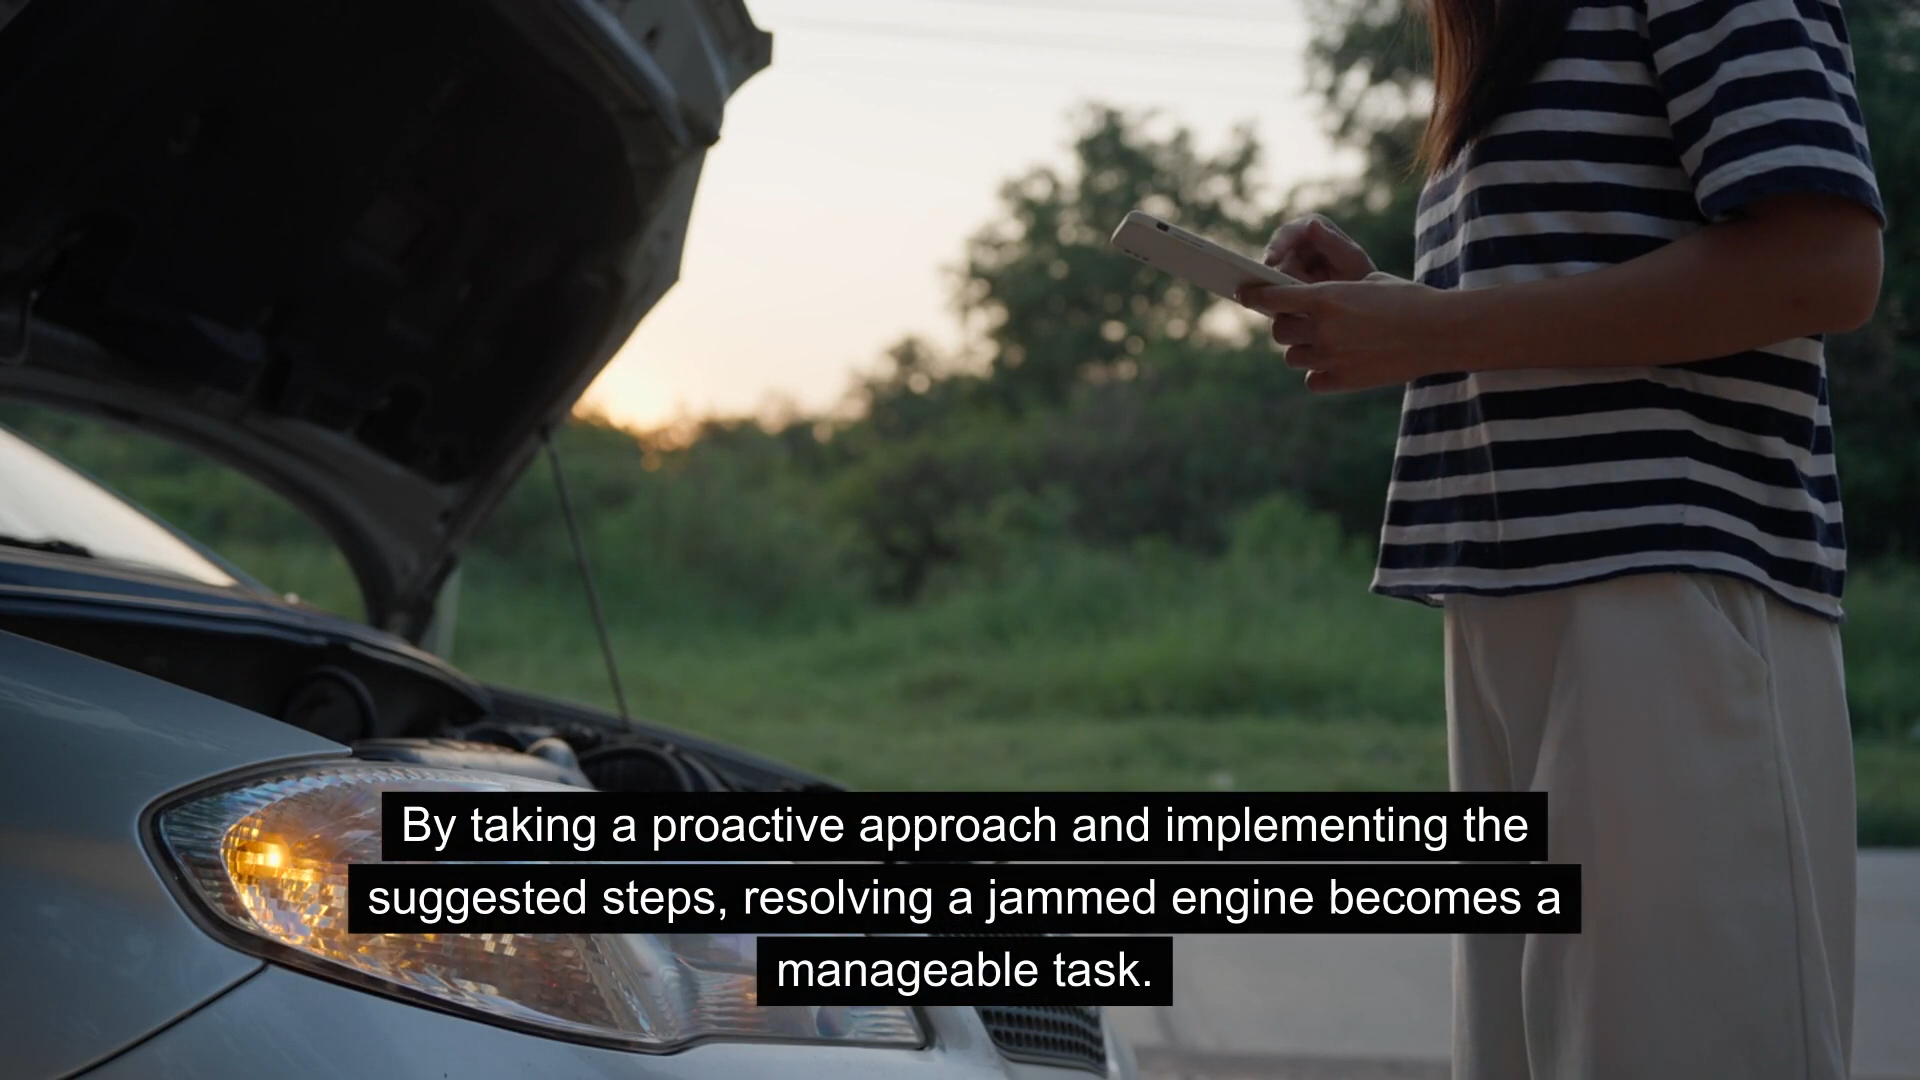 By taking a proactive approach and implementing the
suggested steps, resolving a jammed engine becomes a
manageable task.